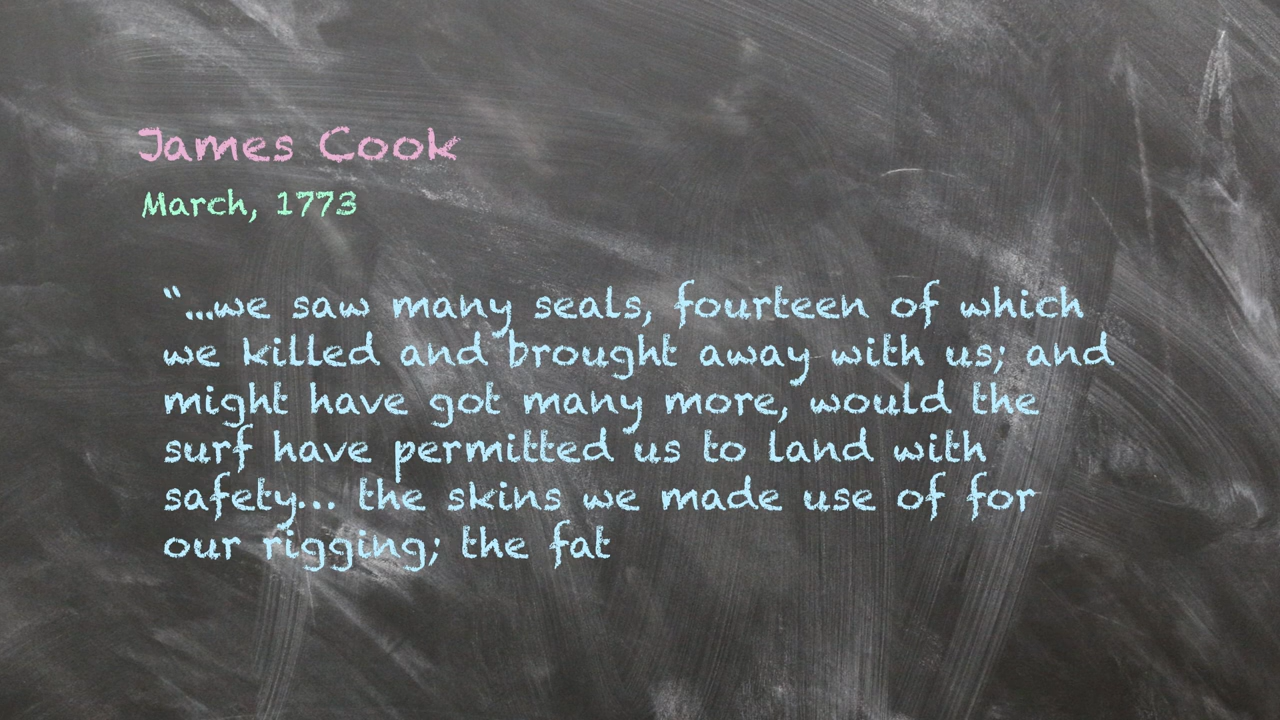 James Cook
March, 1773
“...we saw many seals, fourteen of which
we killed and brought away with us; and
might have got many more, would the
surf have permitted us to land with
safety... the skins we made use of for
our rigging; the fat